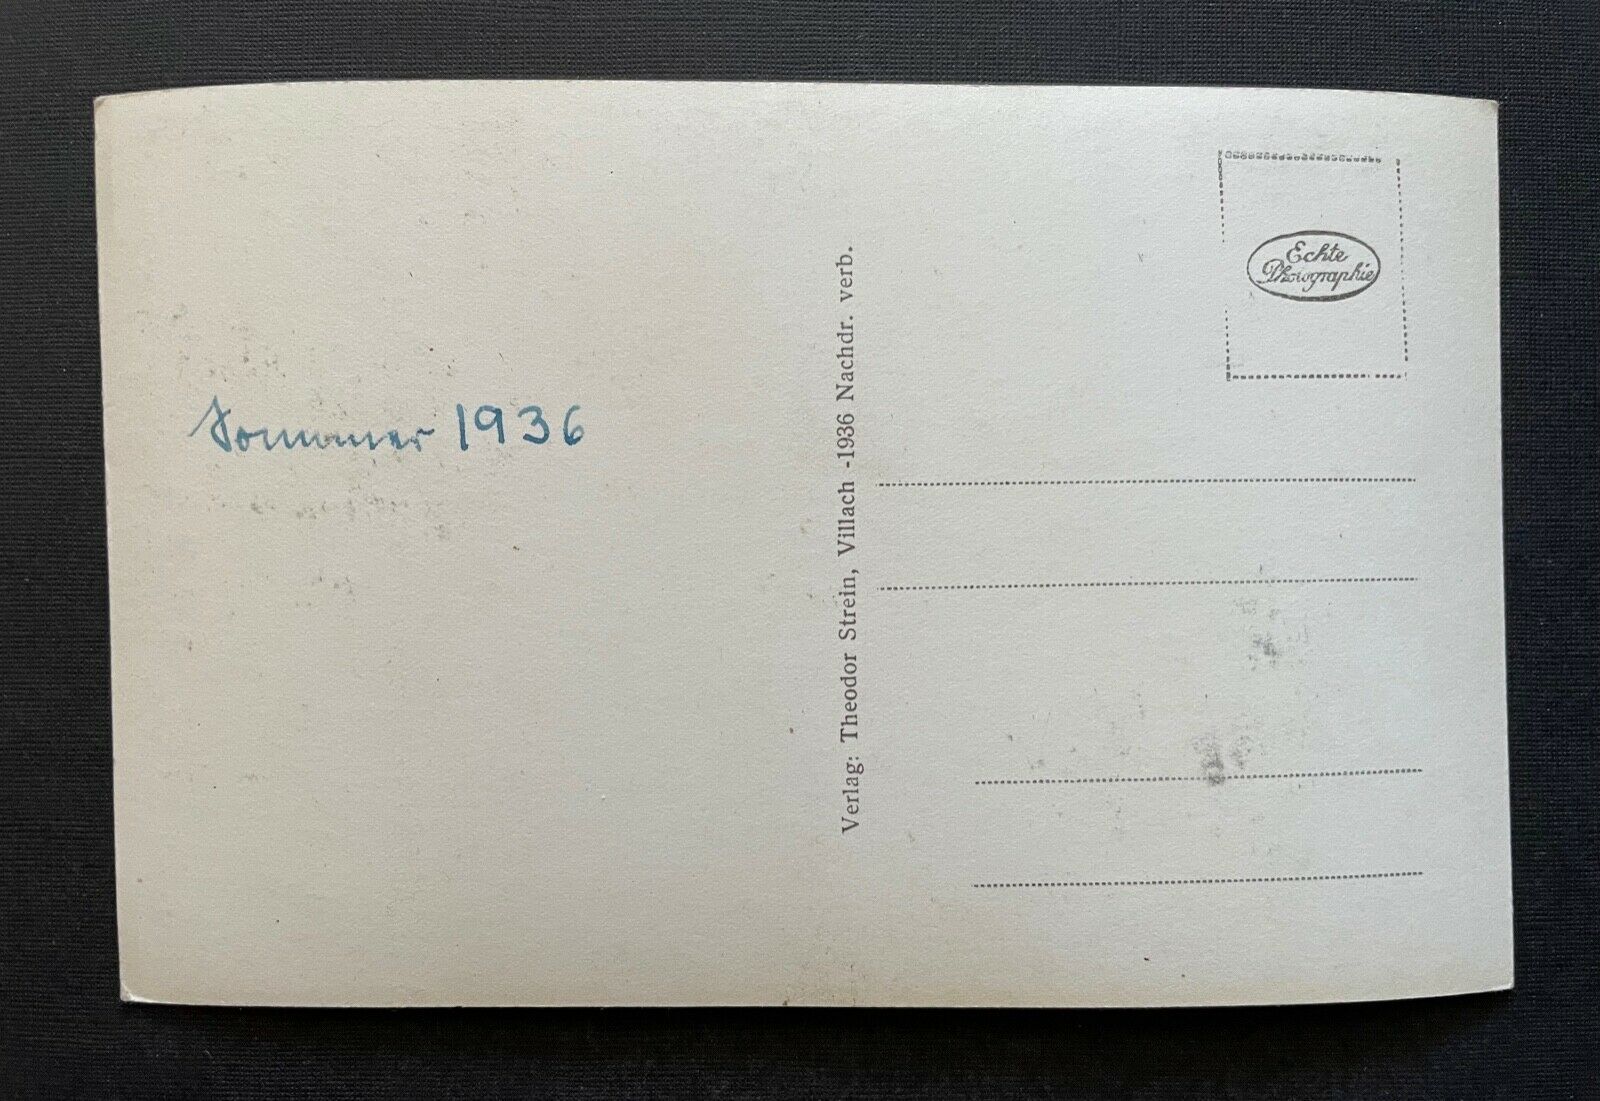 Sommer 1936
Verlag: Theodor Strein, Villach -1936 Nachdr. verb.
Echte
Photographie